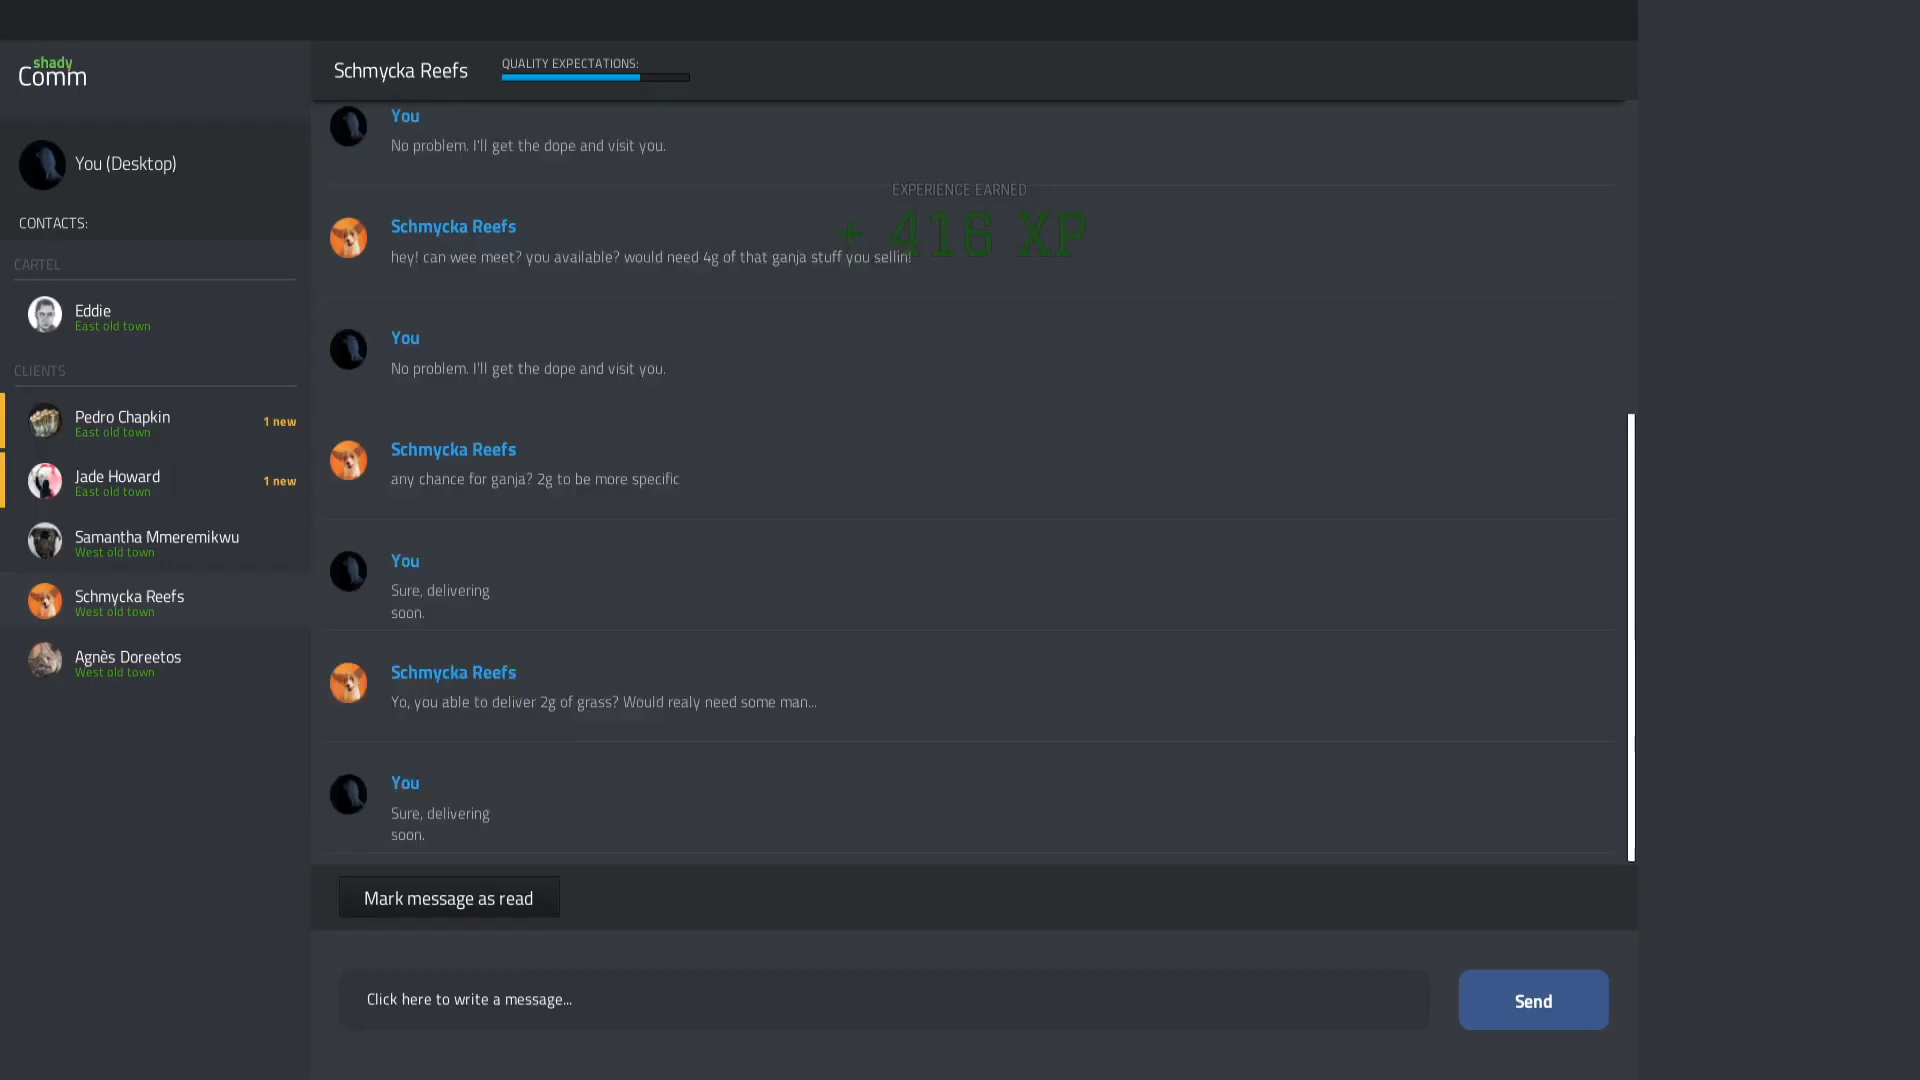 shady
Comm
You (Desktop)
CONTACTS:
CARTEL
Eddie
East old town
CLIENTS
Pedro Chapkin
East old town
1 new
Jade Howard
East old town
1 new
Samantha Mmeremikwu
West old town
Schmycka Reefs
West old town
Agnès Doreetos
West old town
Schmycka Reefs
QUALITY EXPECTATIONS:
You
No problem. I'll get the dope and visit you.
EXPERIENCE EARNED
+ 416 XP
Schmycka Reefs
hey! can wee meet? you available? would need 4g of that ganja stuff you sellin!
You
No problem. I'll get the dope and visit you.
Schmycka Reefs
any chance for ganja? 2g to be more specific
You
Sure, delivering
soon.
Schmycka Reefs
Yo, you able to deliver 2g of grass? Would realy need some man...
You
Sure, delivering
soon.
Mark message as read
Click here to write a message...
Send